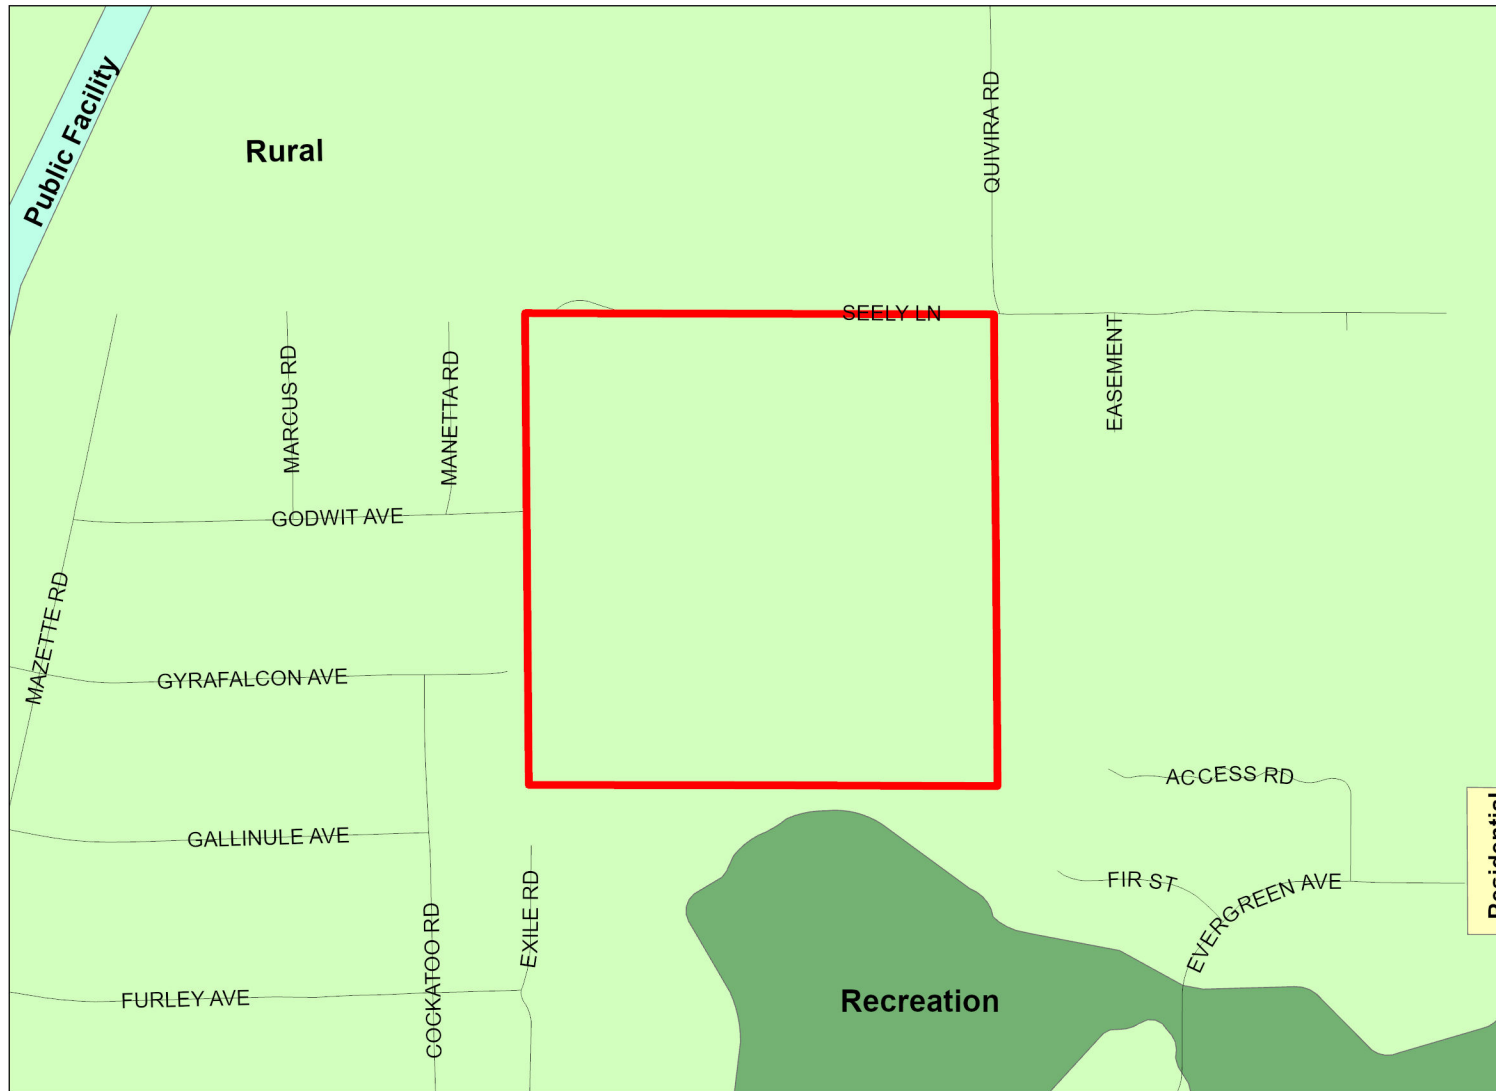 Public Facility
Rural
QUIVIRA RD
SEELY LN
EASEMENT
MARCUS RD
MANETTA RD
GODWIT AVE
MAZETTE RD
GYRAFALCON AVE
ACCESS RD
GALLINULE AVE
Residential
FIR ST
EVERGREEN AVE
EXILE RD
COCKATOO RD
FURLEY AVE
Recreation